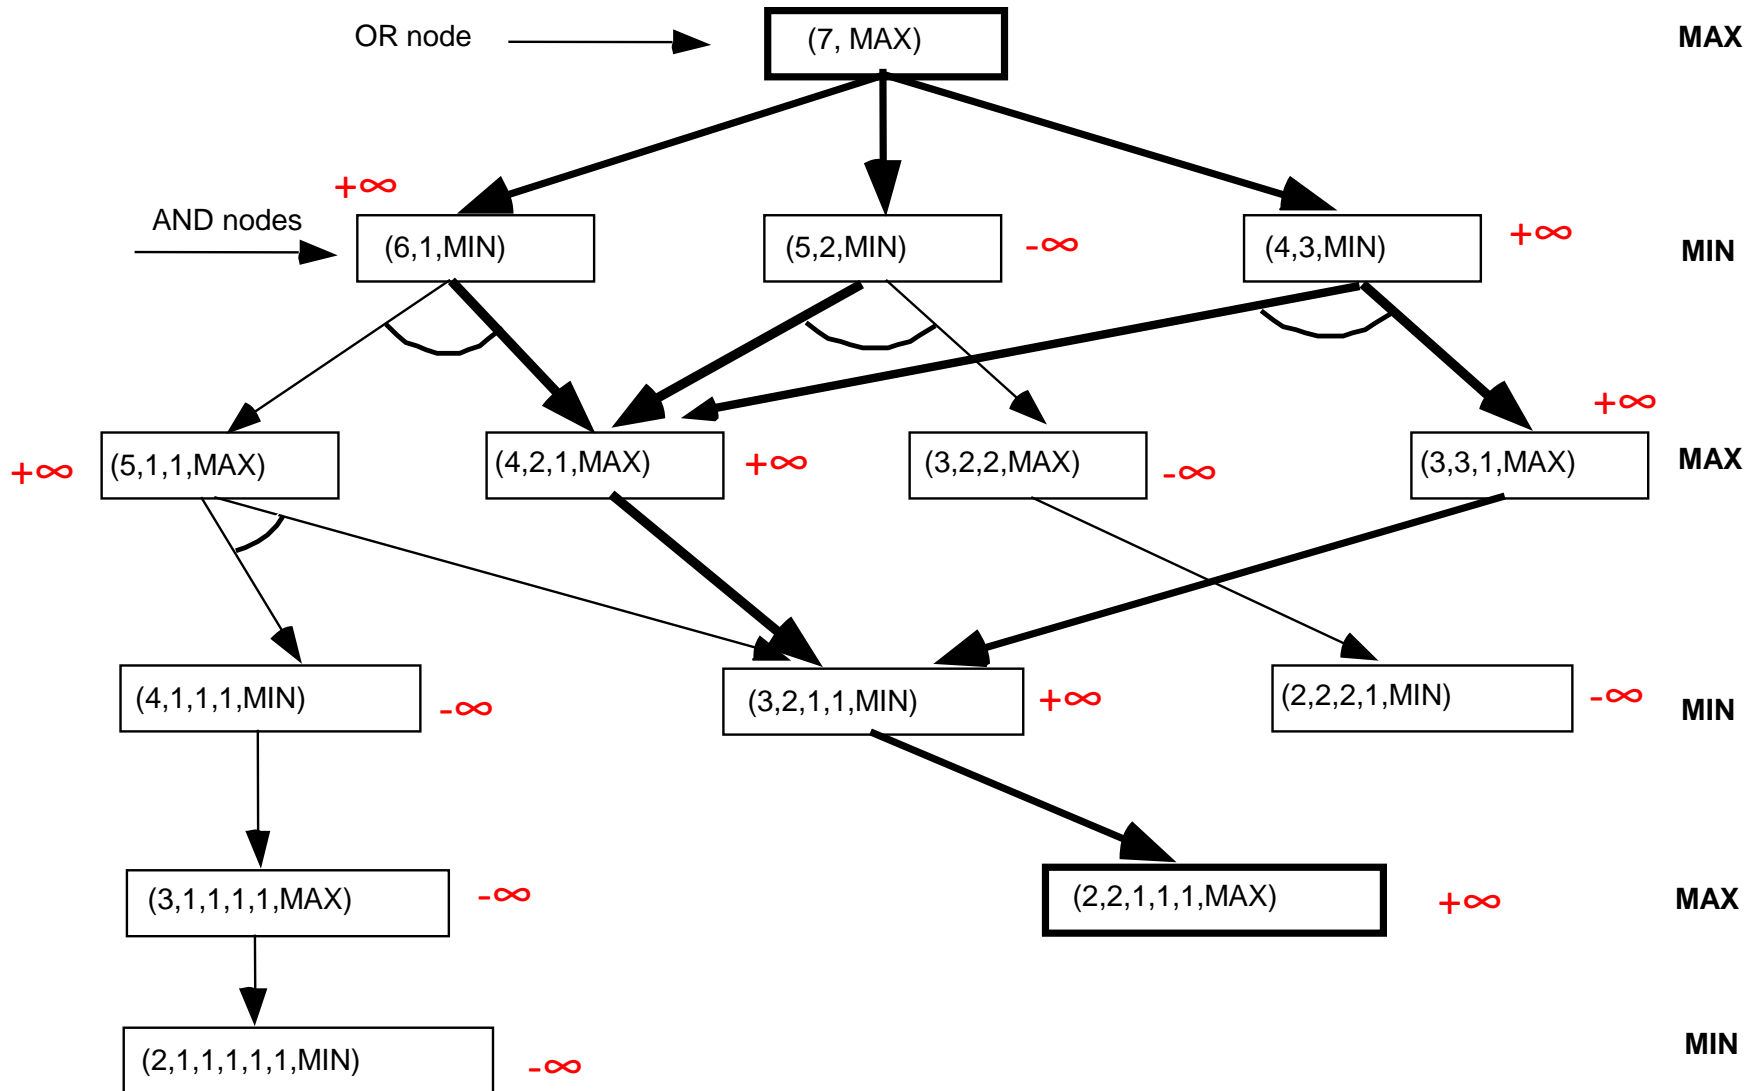 OR node
(7, MAX)
MAX
+∞
AND nodes
(6,1,MIN)
(5,2,MIN)
-∞
(4,3,MIN)
+∞
MIN
+∞
+∞
(5,1,1,MAX)
(4,2,1,MAX)
+∞
(3,2,2,MAX)
-∞
(3,3,1,MAX)
MAX
(4,1,1,1,MIN)
-∞
(3,2,1,1,MIN)
+∞
(2,2,2,1,MIN)
-∞
MIN
(3,1,1,1,1,MAX)
-∞
(2,2,1,1,1,MAX)
+∞
MAX
(2,1,1,1,1,1,MIN)
-∞
MIN